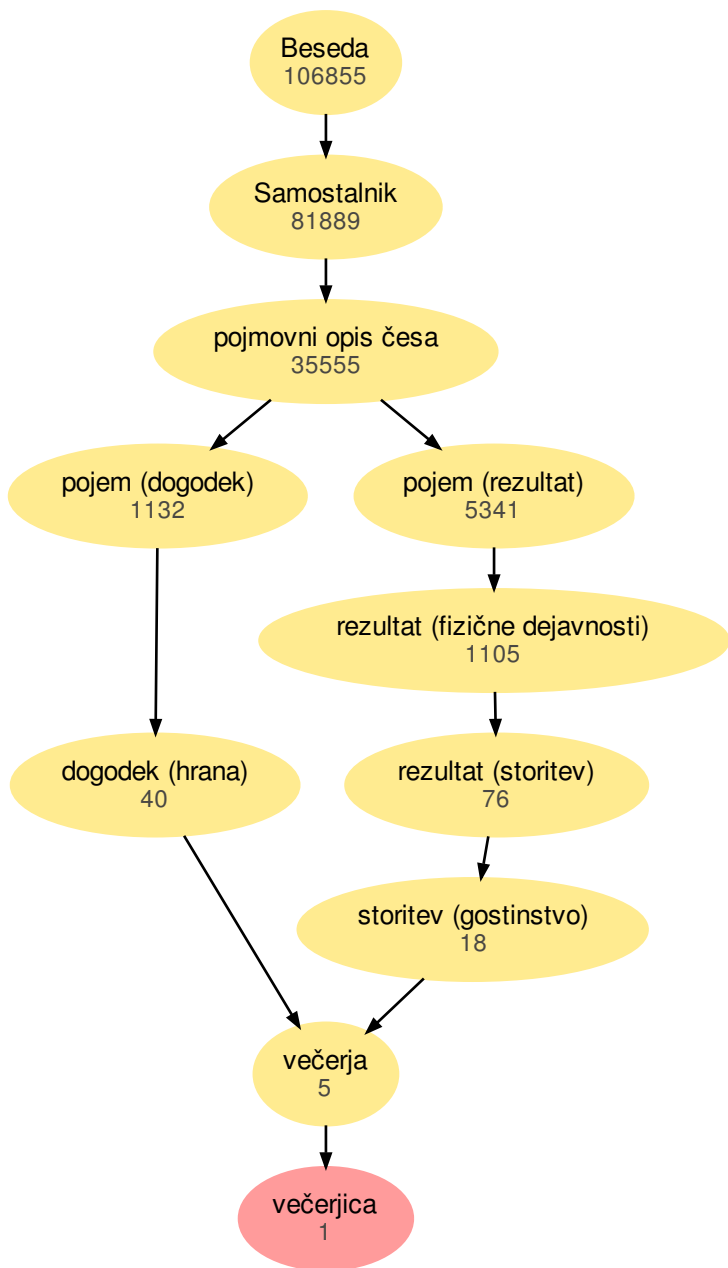 Beseda
106855
Samostalnik
81889
pojmovni opis česa
35555
pojem (dogodek)
1132
pojem (rezultat)
5341
rezultat (fizične dejavnosti)
1105
dogodek (hrana)
40
rezultat (storitev)
76
storitev (gostinstvo)
18
večerja
5
večerjica
1